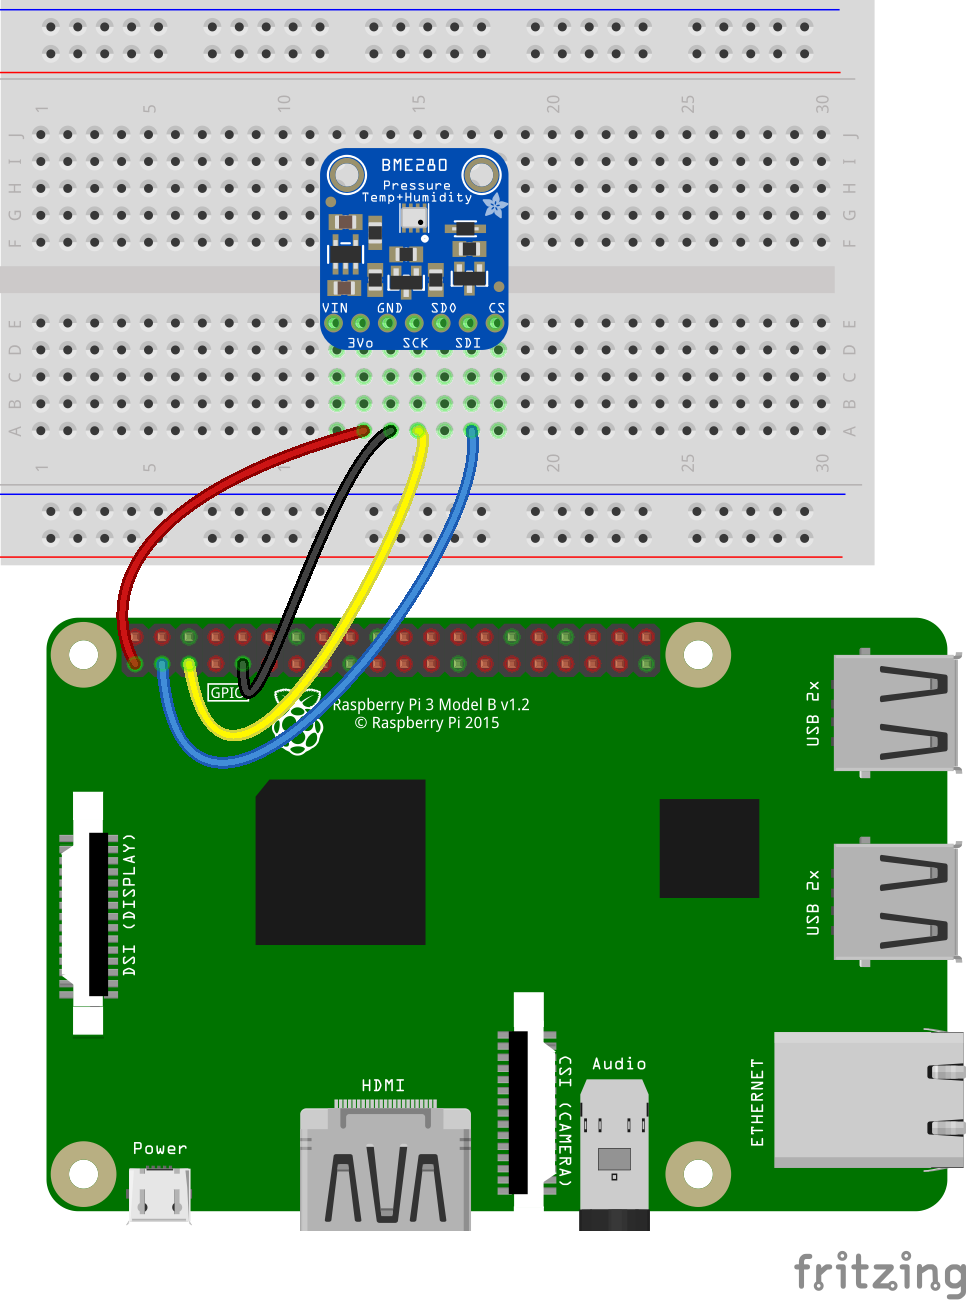 1 5 10 15 20 25 30
J J
I I
H H
G G
F F
BME280
Pressure
Temp+Humidity
VIN GND SDO CS
3Vo SCK SDI
E E
D D
C C
B B
A A
1 5 1 20 25 30
GPIO
Raspberry Pi 3 Model B v1.2
© Raspberry Pi 2015
USB 2x
DSI (DISPLAY)
USB 2x
HDMI
CSI (CAMERA)
Audio
ETHERNET
Power
fritzing